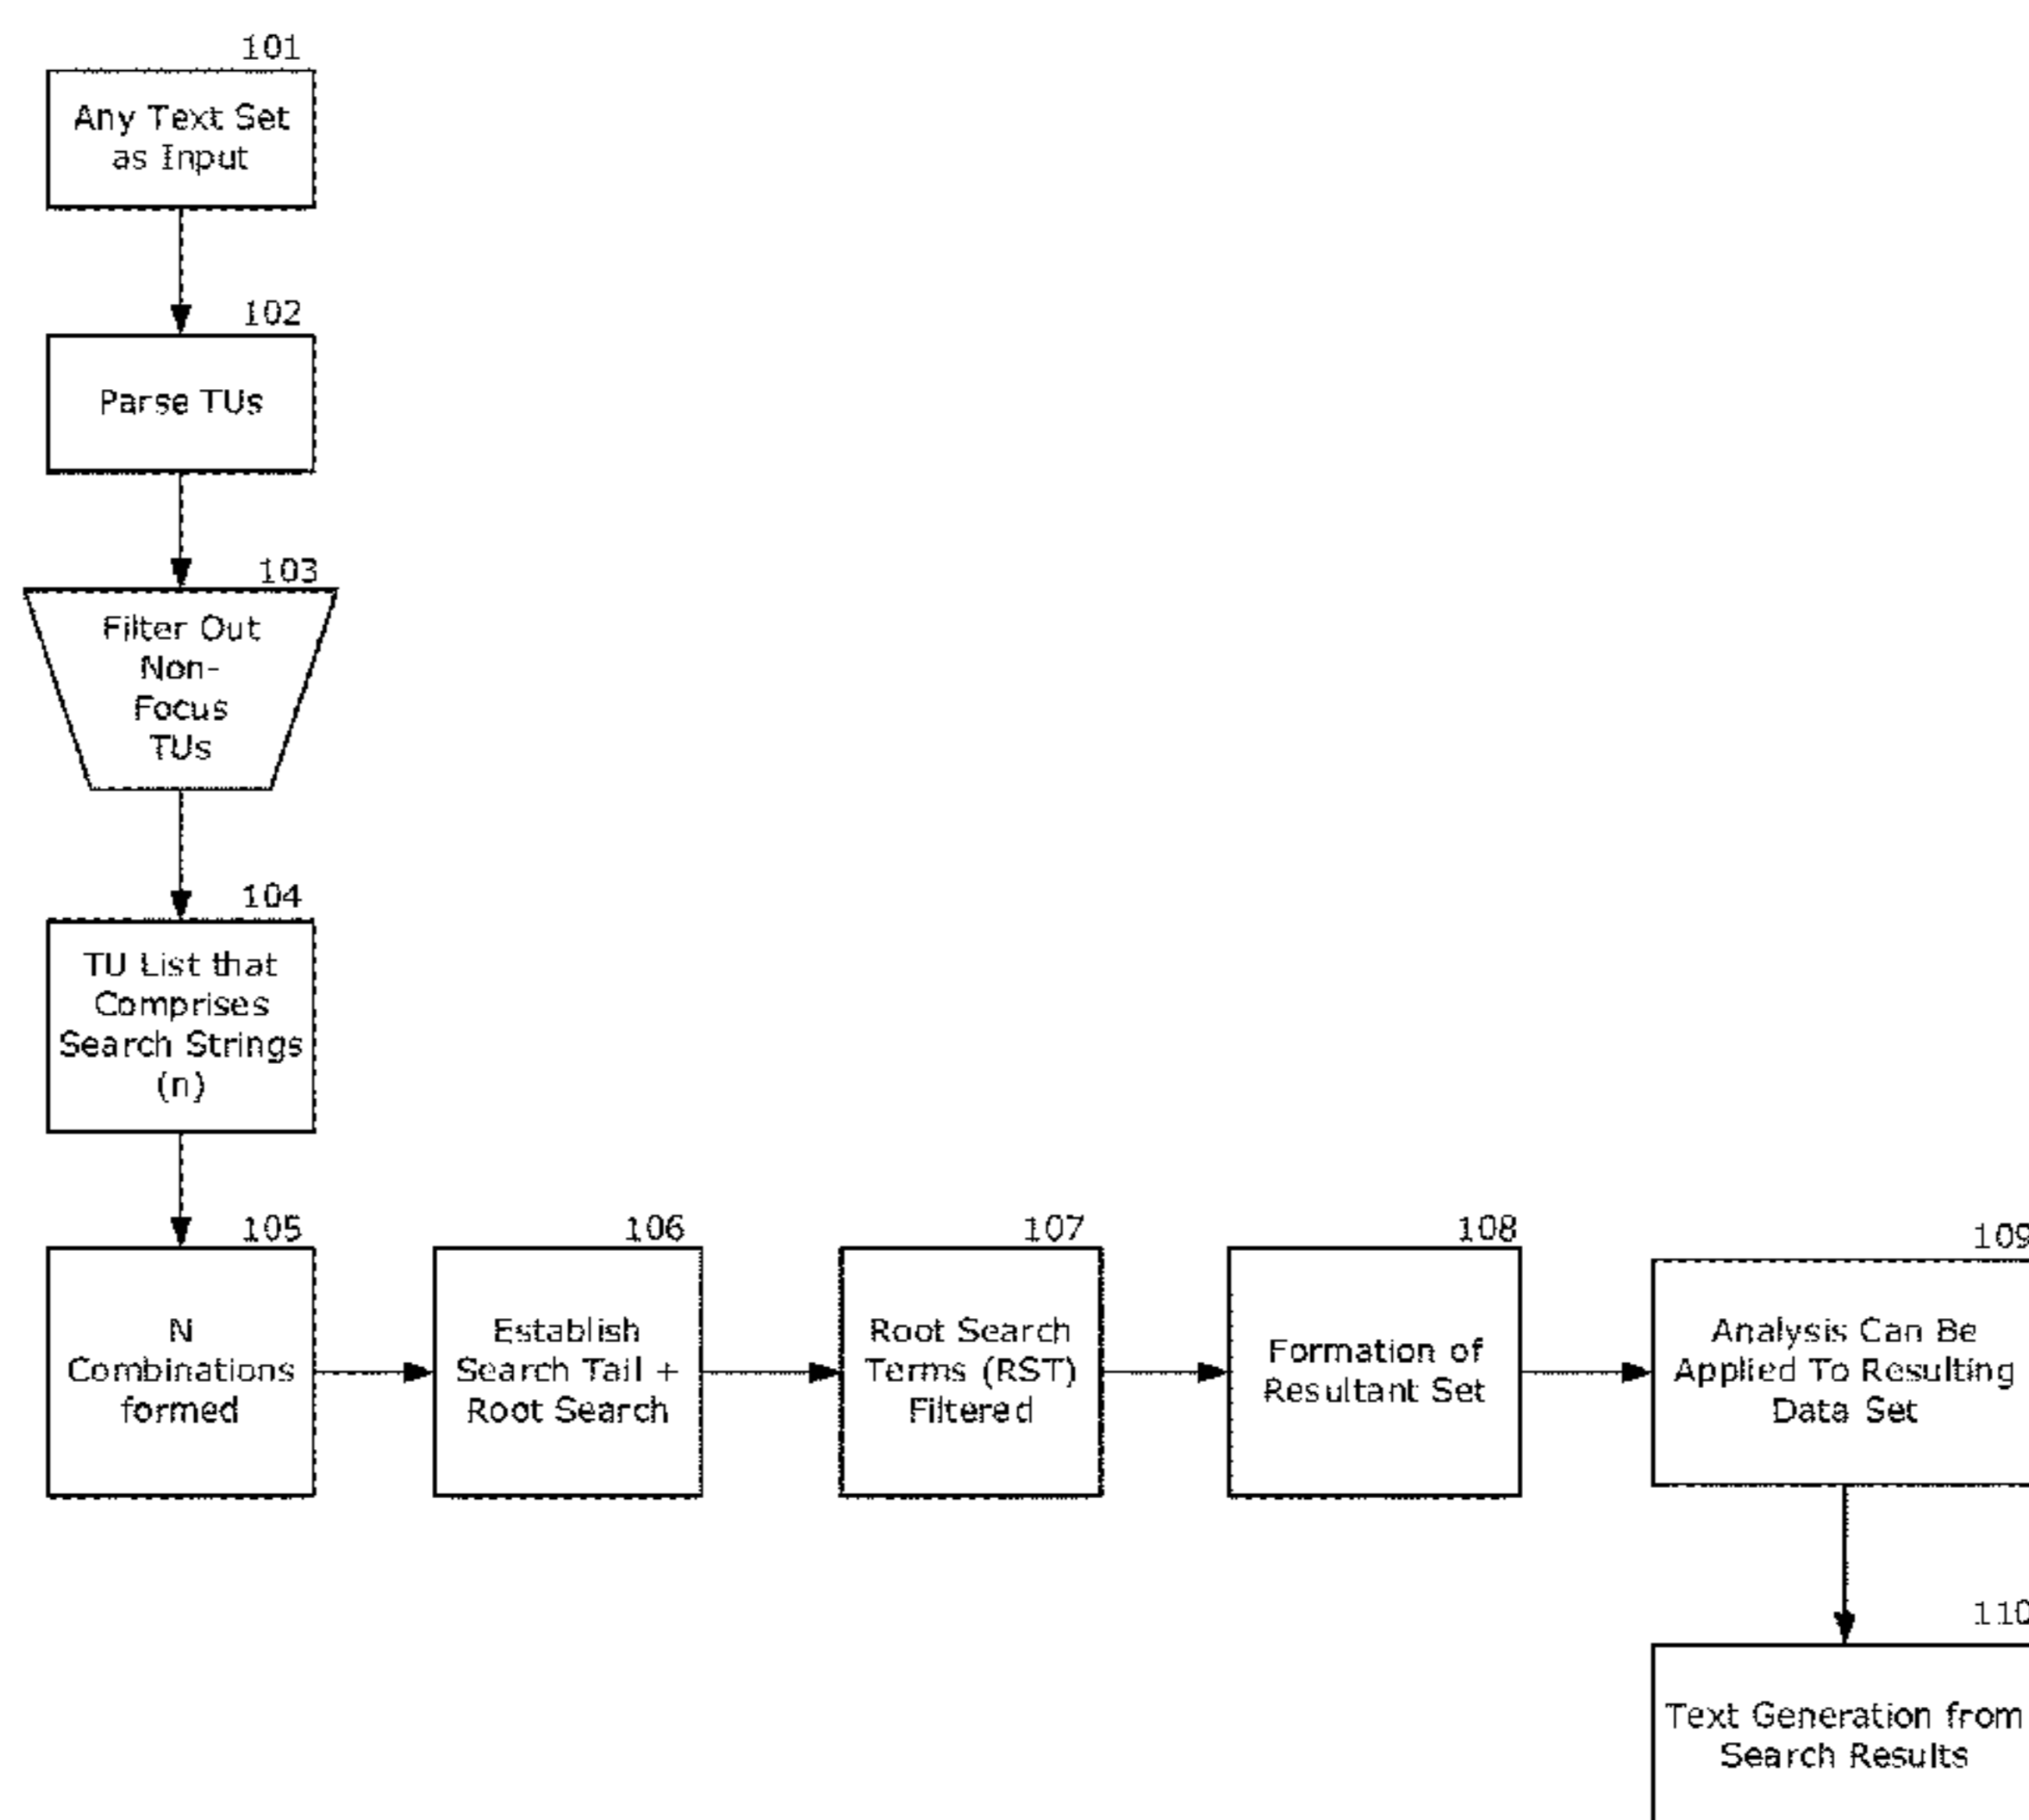 101
Any Text Set
as Input
102
Parse TUs
103
Filter Out
Non-
Focus
TUs
104
TU List that
Comprises
Search Strings
(n)
105
N
Combinations
formed
106
Establish
Search Tail +
Root Search
107
Root Search
Terms (RST)
Filtered
108
Formation of
Resultant Set
109
Analysis Can Be
Applied To Resulting
Data Set
110
Text Generation from
Search Results